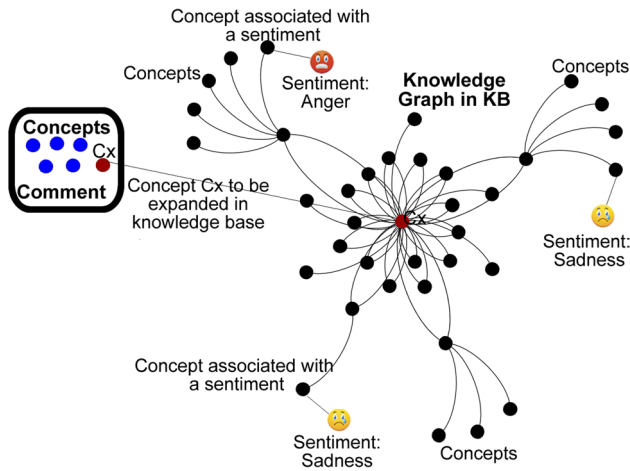 Concept associated with
a sentiment
Concepts
Sentiment:
Anger
Knowledge
Graph in KB
Concepts
Concepts
Cx
Comment
Concept Cx to be
expanded in
knowledge base
Cx
Sentiment:
Sadness
Concept associated with
a sentiment
Sentiment:
Sadness
Concepts